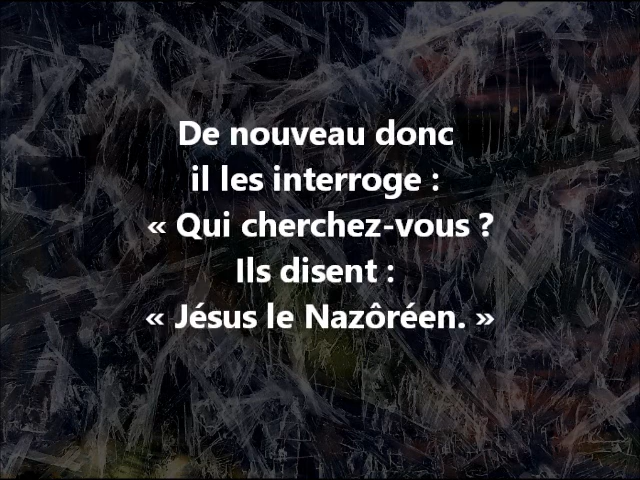 De nouveau donc
il les interroge :
« Qui cherchez-vous ?
Ils disent :
« Jésus le Nazôréen. »